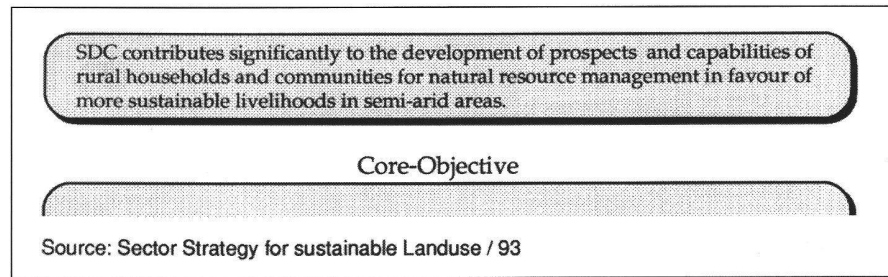 SDC contributes significantly to the development of prospects and capabilities of
rural households and communities for natural resource management in favour of
more sustainable livelihoods in semi-arid areas.
Core-Objective
Source: Sector Strategy for sustainable Landuse / 93